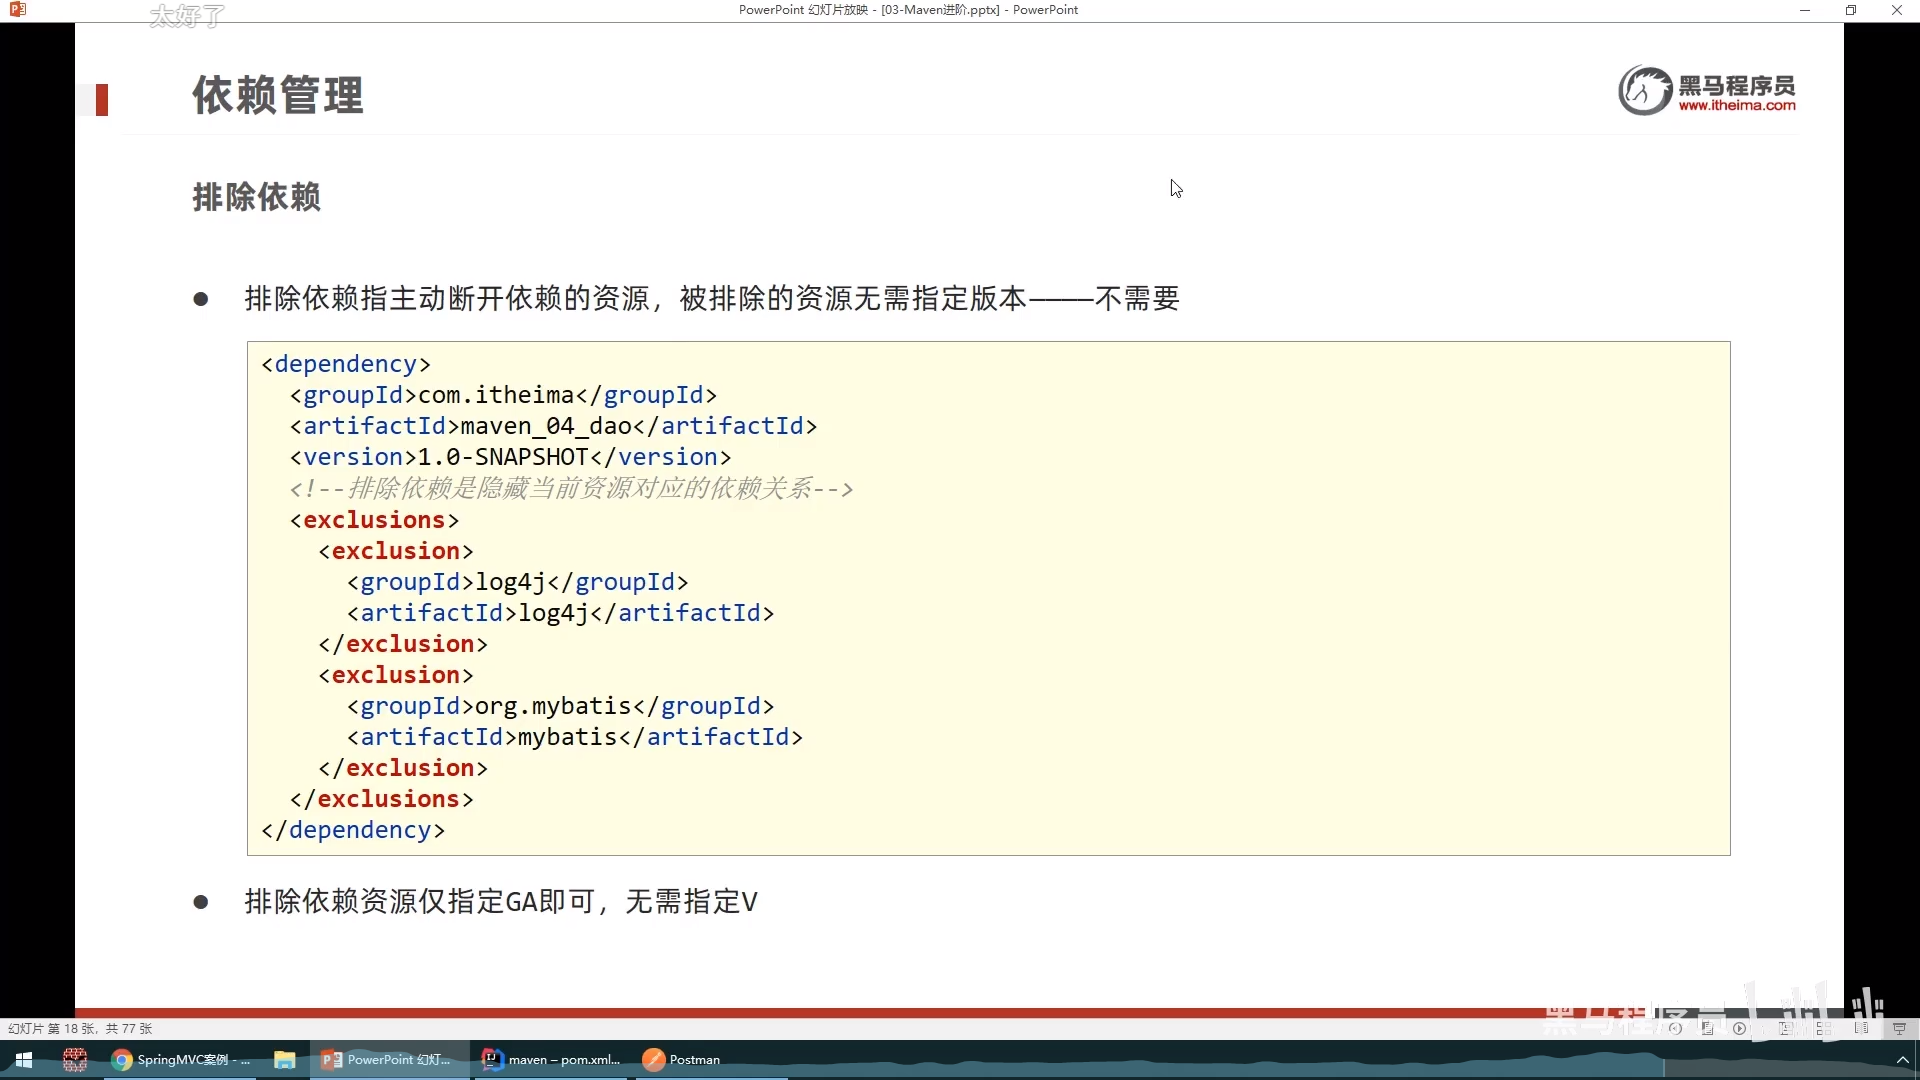 太好了
PowerPoint 幻灯片放映 - [03-Maven进阶.pptx] - PowerPoint
依赖管理
黑马程序员
www.itheima.com
排除依赖
● 排除依赖指主动断开依赖的资源，被排除的资源无需指定版本————不需要
<dependency>
  <groupId>com.itheima</groupId>
  <artifactId>maven_04_dao</artifactId>
  <version>1.0-SNAPSHOT</version>
  <!--排除依赖是隐藏当前资源对应的依赖关系-->
  <exclusions>
    <exclusion>
      <groupId>log4j</groupId>
      <artifactId>log4j</artifactId>
    </exclusion>
    <exclusion>
      <groupId>org.mybatis</groupId>
      <artifactId>mybatis</artifactId>
    </exclusion>
  </exclusions>
</dependency>
● 排除依赖资源仅指定GA即可，无需指定V
黑马程序员
幻灯片 第 18 张，共 77 张
SpringMVC案例 - ...
PowerPoint 幻灯...
maven – pom.xml...
Postman